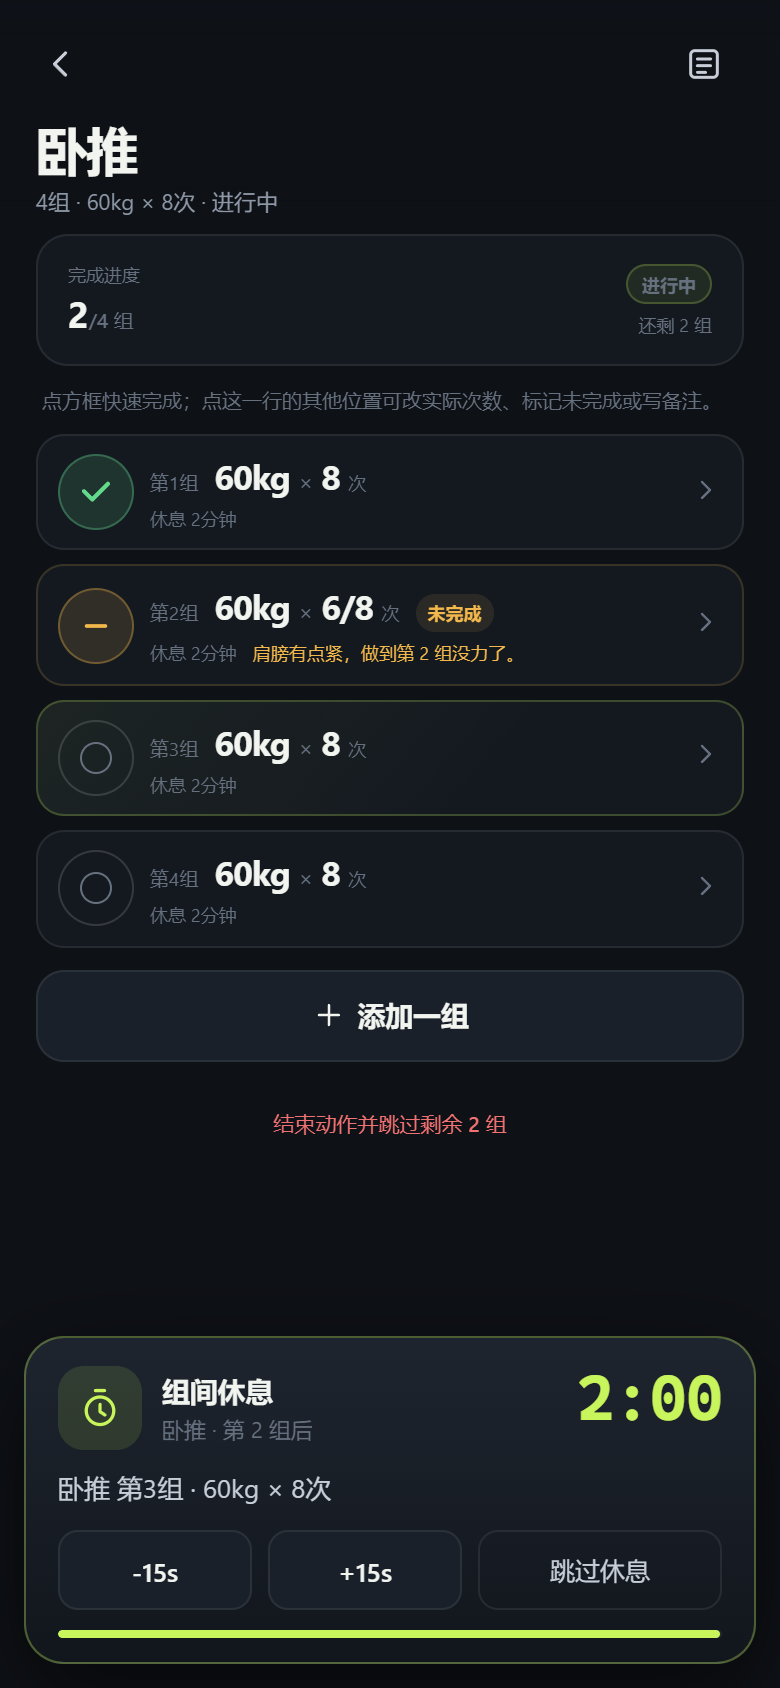 卧推
4组 · 60kg × 8次 · 进行中
完成进度
进行中
2/4 组
还剩 2 组
点方框快速完成；点这一行的其他位置可改实际次数、标记未完成或写备注。
第1组 60kg × 8 次
休息 2分钟
第2组 60kg × 6/8 次 未完成
休息 2分钟 肩膀有点紧，做到第 2 组没力了。
第3组 60kg × 8 次
休息 2分钟
第4组 60kg × 8 次
休息 2分钟
+ 添加一组
结束动作并跳过剩余 2 组
组间休息
2:00
卧推 · 第 2 组后
卧推 第3组 · 60kg × 8次
-15s +15s 跳过休息